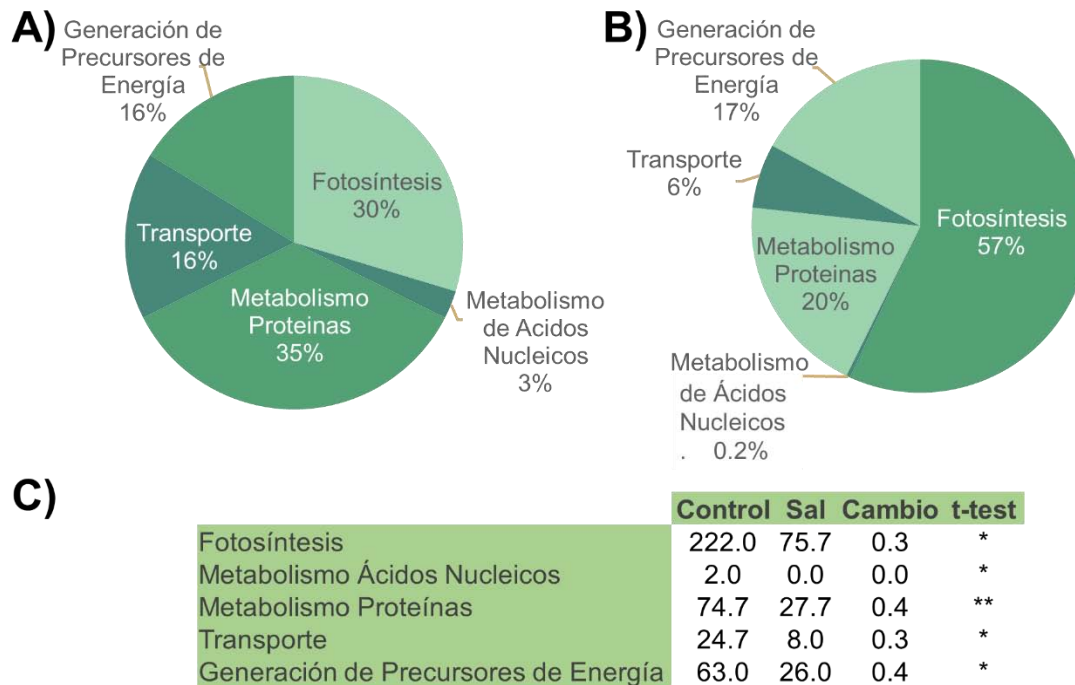 A)
Generación de
Precursores de
Energía
16%
Fotosíntesis
30%
Transporte
16%
Metabolismo
Proteinas
35%
Metabolismo
de Acidos
Nucleicos
3%
B)
Generación de
Precursores de
Energía
17%
Transporte
6%
Fotosíntesis
57%
Metabolismo
Proteinas
20%
Metabolismo
de Ácidos
Nucleicos
. 0.2%
C)
Control Sal Cambio t-test
Fotosíntesis 222.0 75.7 0.3 *
Metabolismo Ácidos Nucleicos 2.0 0.0 0.0 *
Metabolismo Proteínas 74.7 27.7 0.4 **
Transporte 24.7 8.0 0.3 *
Generación de Precursores de Energía 63.0 26.0 0.4 *